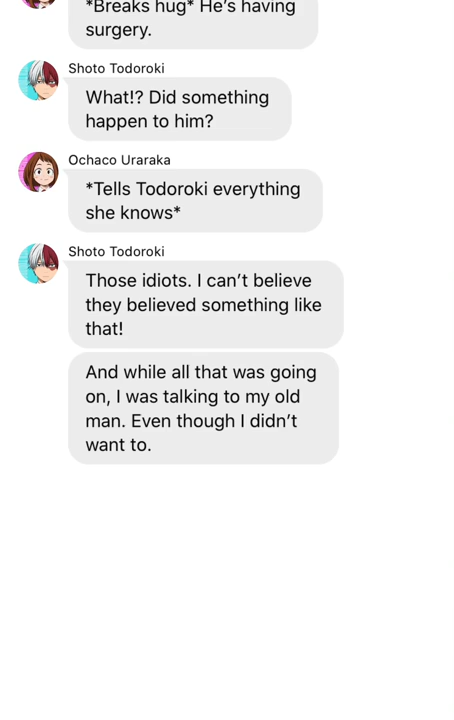 *Breaks hug* He’s having
surgery.
Shoto Todoroki
What!? Did something
happen to him?
Ochaco Uraraka
*Tells Todoroki everything
she knows*
Shoto Todoroki
Those idiots. I can’t believe
they believed something like
that!
And while all that was going
on, I was talking to my old
man. Even though I didn’t
want to.